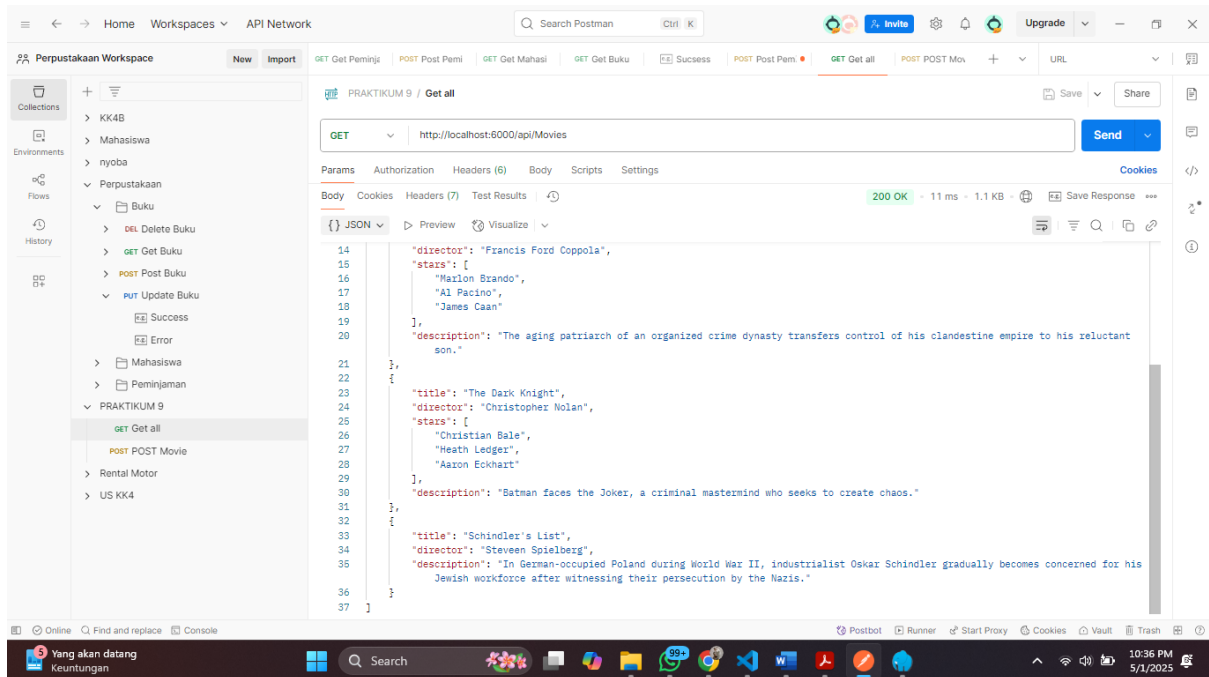 Home Workspaces API Network
Search Postman Ctrl K
Invite
Upgrade
Perpustakaan Workspace New Import
GET Get Peminja POST Post Pemi GET Get Mahasi GET Get Buku e.g. Sucsess POST Post Pem. GET Get all POST POST Mov URL
Collections
Environments
Flows
History
KK4B
Mahasiswa
nyoba
Perpustakaan
Buku
DEL Delete Buku
GET Get Buku
POST Post Buku
PUT Update Buku
e.g. Success
e.g. Error
Mahasiswa
Peminjaman
PRAKTIKUM 9
GET Get all
POST POST Movie
Rental Motor
US KK4
HTTP PRAKTIKUM 9 / Get all Save Share
GET http://localhost:6000/api/Movies Send
Params Authorization Headers (6) Body Scripts Settings Cookies
Body Cookies Headers (7) Test Results 200 OK 11 ms 1.1 KB e.g. Save Response
{} JSON Preview Visualize
14 "director": "Francis Ford Coppola",
15 "stars": [
16 "Marlon Brando",
17 "Al Pacino",
18 "James Caan"
19 ],
20 "description": "The aging patriarch of an organized crime dynasty transfers control of his clandestine empire to his reluctant
son."
21 },
22 {
23 "title": "The Dark Knight",
24 "director": "Christopher Nolan",
25 "stars": [
26 "Christian Bale",
27 "Heath Ledger",
28 "Aaron Eckhart"
29 ],
30 "description": "Batman faces the Joker, a criminal mastermind who seeks to create chaos."
31 },
32 {
33 "title": "Schindler's List",
34 "director": "Steveen Spielberg",
35 "description": "In German-occupied Poland during World War II, industrialist Oskar Schindler gradually becomes concerned for his
Jewish workforce after witnessing their persecution by the Nazis."
36 }
37 ]
Online Find and replace Console Postbot Runner Start Proxy Cookies Vault Trash
5 Yang akan datang
Keuntungan
Search
99+
10:36 PM
5/1/2025